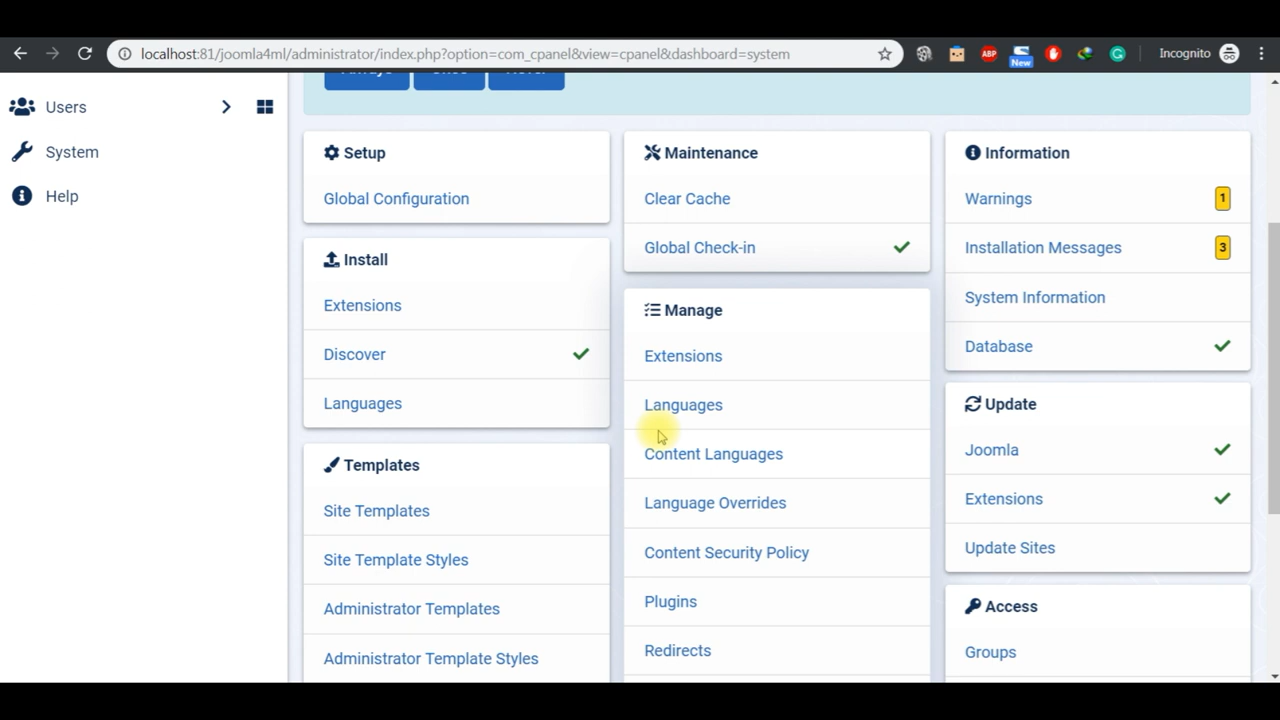 localhost:81/joomla4ml/administrator/index.php?option=com_cpanel&view=cpanel&dashboard=system
ABP
New
Incognito
Users
System
Help
Setup
Global Configuration
Install
Extensions
Discover
Languages
Templates
Site Templates
Site Template Styles
Administrator Templates
Administrator Template Styles
Maintenance
Clear Cache
Global Check-in
Manage
Extensions
Languages
Content Languages
Language Overrides
Content Security Policy
Plugins
Redirects
Information
Warnings 1
Installation Messages 3
System Information
Database
Update
Joomla
Extensions
Update Sites
Access
Groups